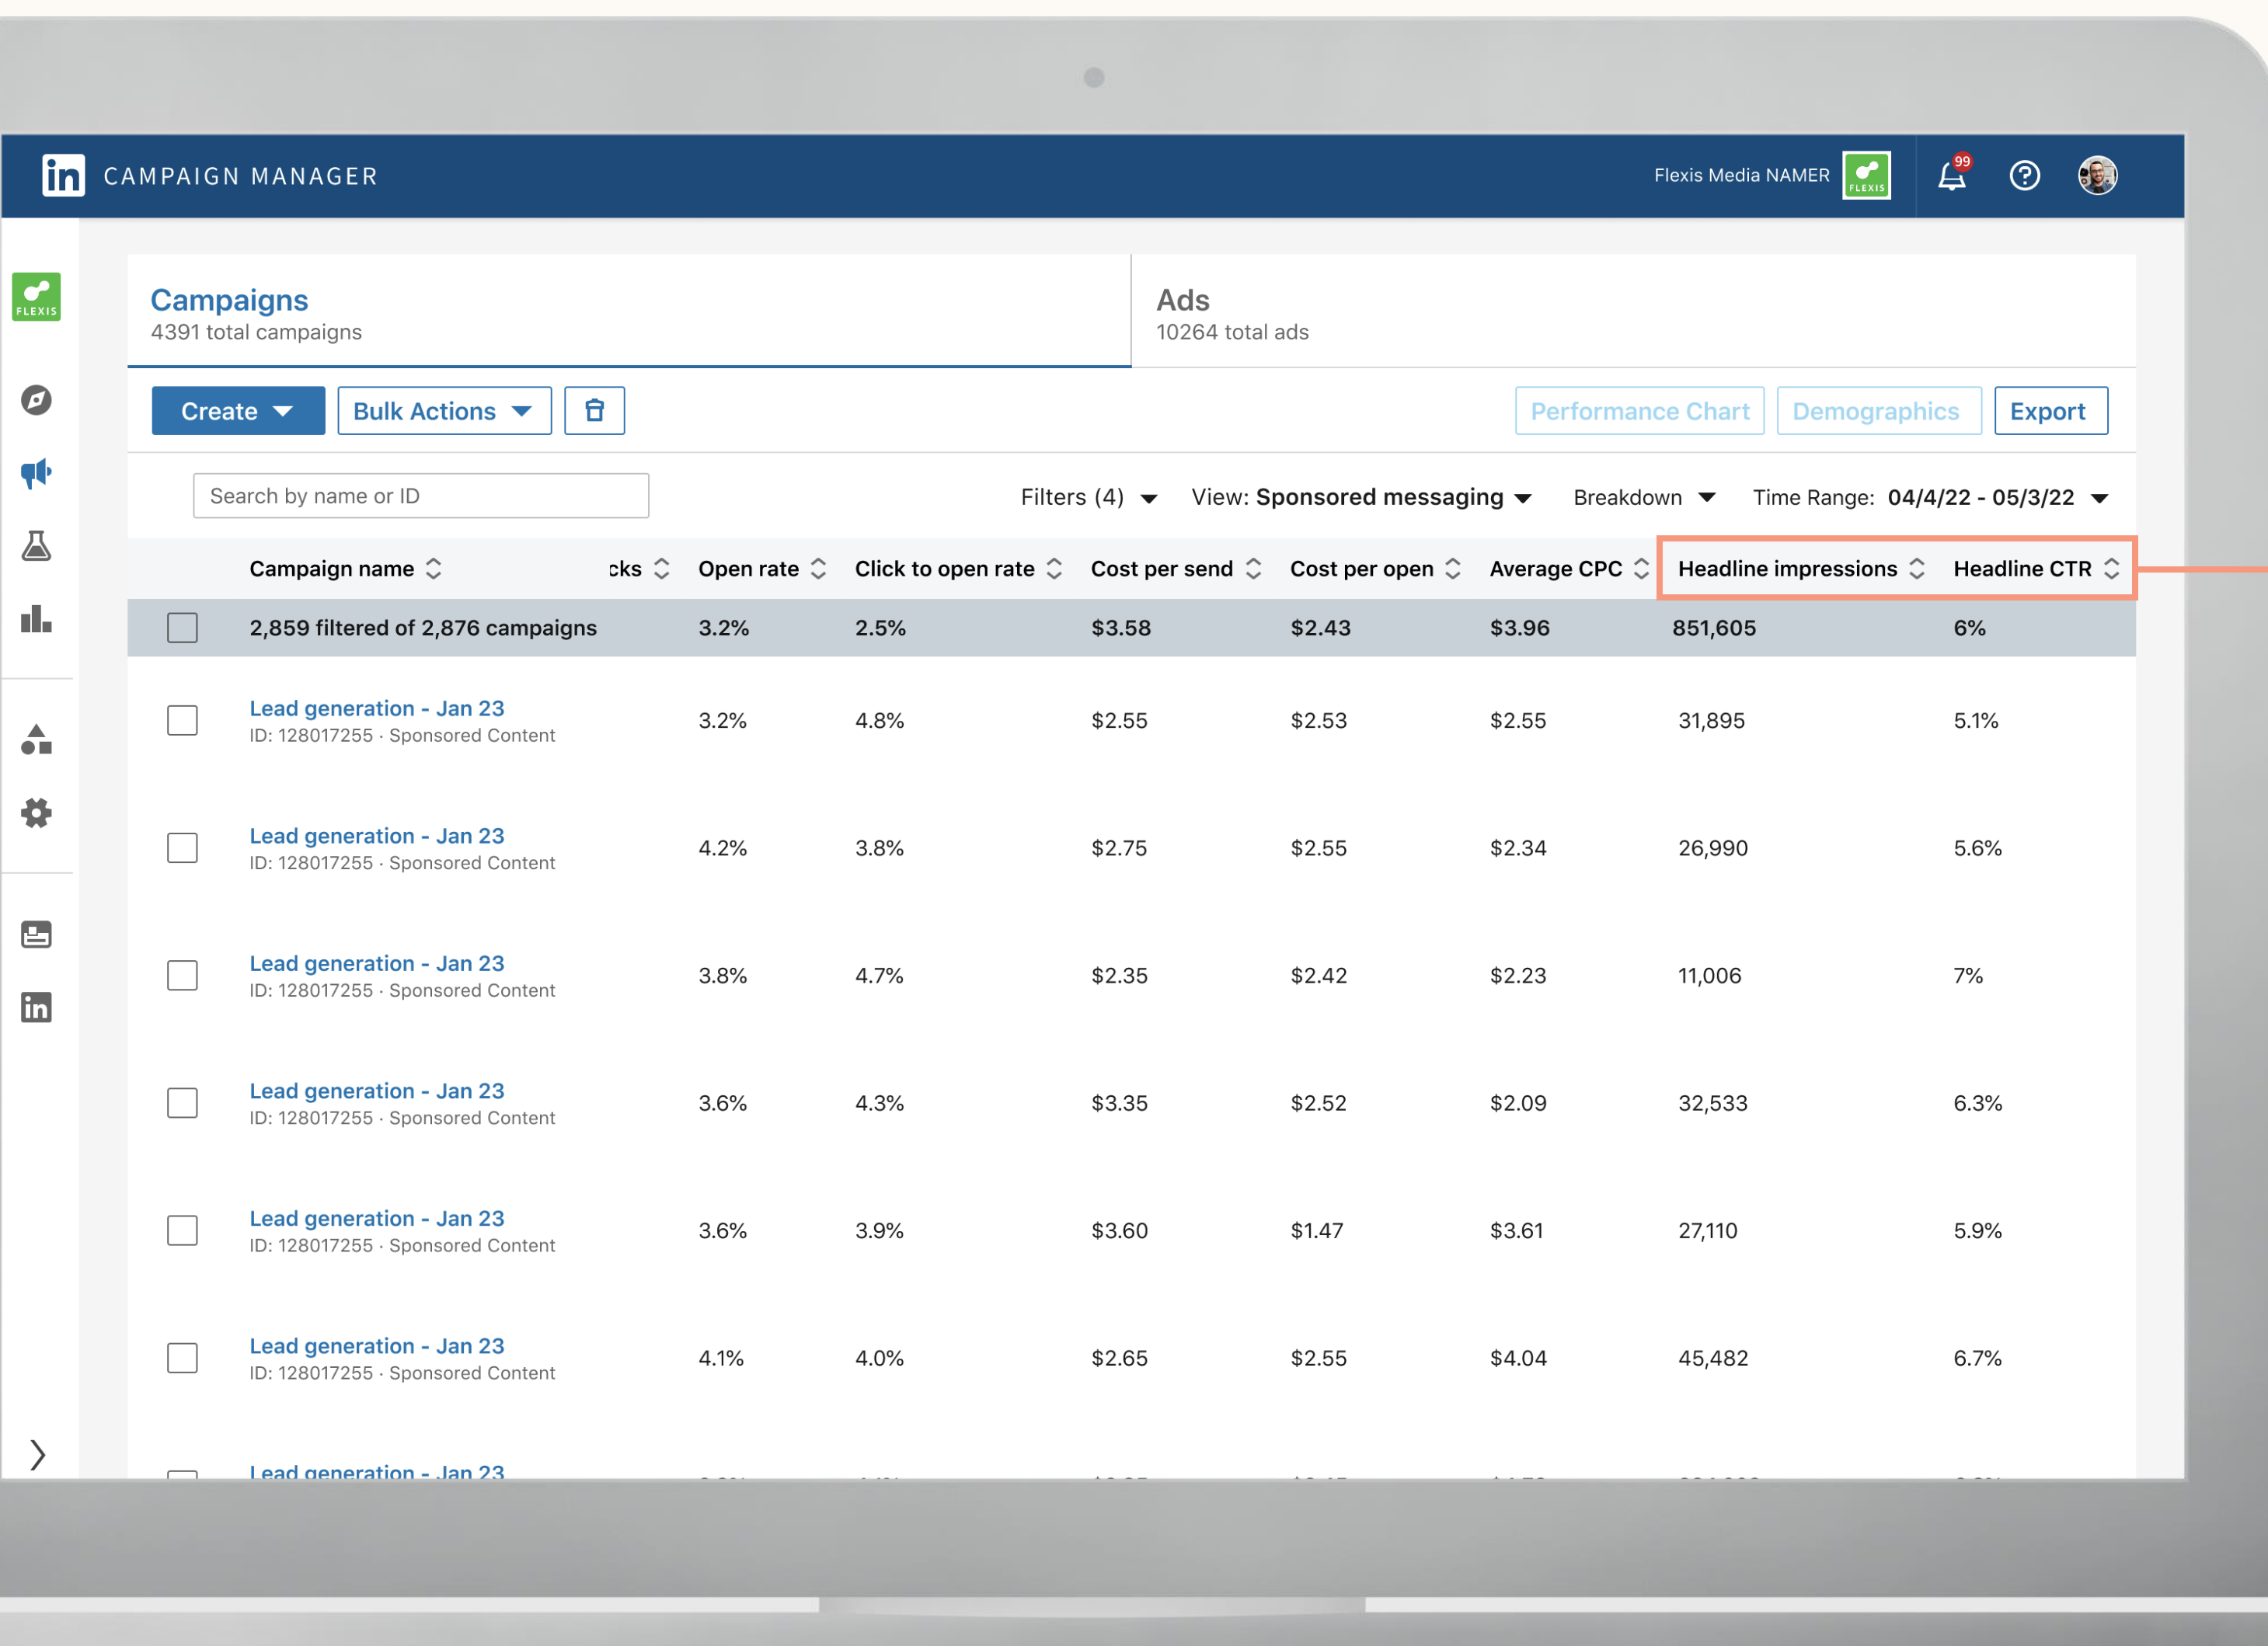 in CAMPAIGN MANAGER
Flexis Media NAMER
FLEXIS
99
FLEXIS
Campaigns
4391 total campaigns
Ads
10264 total ads
Create
Bulk Actions
Performance Chart
Demographics
Export
Search by name or ID
Filters (4)
View: Sponsored messaging
Breakdown
Time Range: 04/4/22 - 05/3/22
Campaign name cks Open rate Click to open rate Cost per send Cost per open Average CPC Headline impressions Headline CTR
2,859 filtered of 2,876 campaigns 3.2% 2.5% $3.58 $2.43 $3.96 851,605 6%
Lead generation - Jan 23
ID: 128017255 · Sponsored Content
3.2% 4.8% $2.55 $2.53 $2.55 31,895 5.1%
Lead generation - Jan 23
ID: 128017255 · Sponsored Content
4.2% 3.8% $2.75 $2.55 $2.34 26,990 5.6%
Lead generation - Jan 23
ID: 128017255 · Sponsored Content
3.8% 4.7% $2.35 $2.42 $2.23 11,006 7%
Lead generation - Jan 23
ID: 128017255 · Sponsored Content
3.6% 4.3% $3.35 $2.52 $2.09 32,533 6.3%
Lead generation - Jan 23
ID: 128017255 · Sponsored Content
3.6% 3.9% $3.60 $1.47 $3.61 27,110 5.9%
Lead generation - Jan 23
ID: 128017255 · Sponsored Content
4.1% 4.0% $2.65 $2.55 $4.04 45,482 6.7%
Lead generation - Jan 23
in